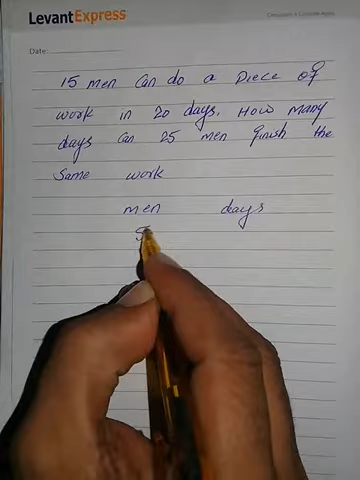 LevantExpress
Date:
15 men can do a piece of
work in 20 days. How many
days can 25 men finish the
same work
men days